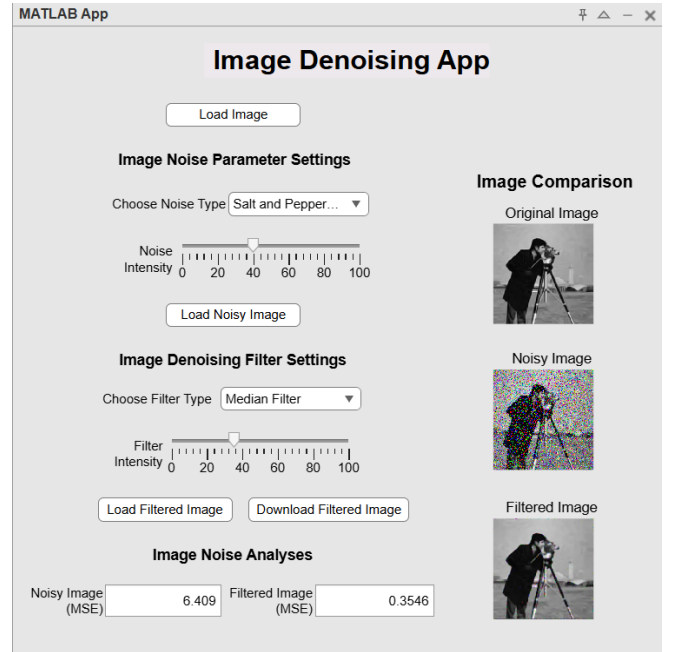 MATLAB App
Image Denoising App
Load Image
Image Noise Parameter Settings
Choose Noise Type Salt and Pepper...
Noise
Intensity
0 20 40 60 80 100
Load Noisy Image
Image Denoising Filter Settings
Choose Filter Type Median Filter
Filter
Intensity
0 20 40 60 80 100
Load Filtered Image Download Filtered Image
Image Noise Analyses
Noisy Image
(MSE)
6.409
Filtered Image
(MSE)
0.3546
Image Comparison
Original Image
Noisy Image
Filtered Image